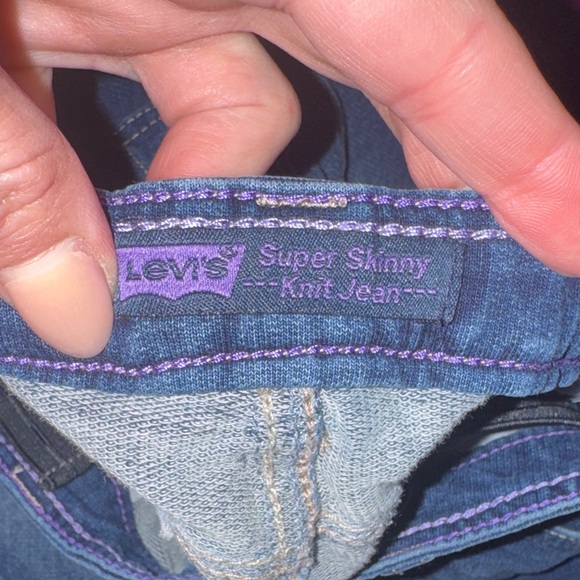 LEVI'S
Super Skinny
---Knit Jean---